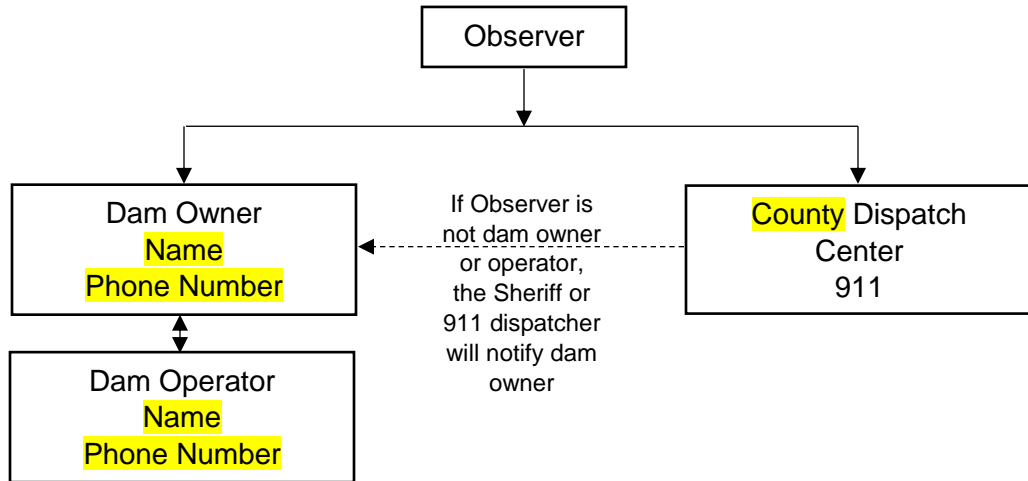 Observer
Dam Owner
Name
Phone Number
If Observer is
not dam owner
or operator,
the Sheriff or
911 dispatcher
will notify dam
owner
County Dispatch
Center
911
Dam Operator
Name
Phone Number